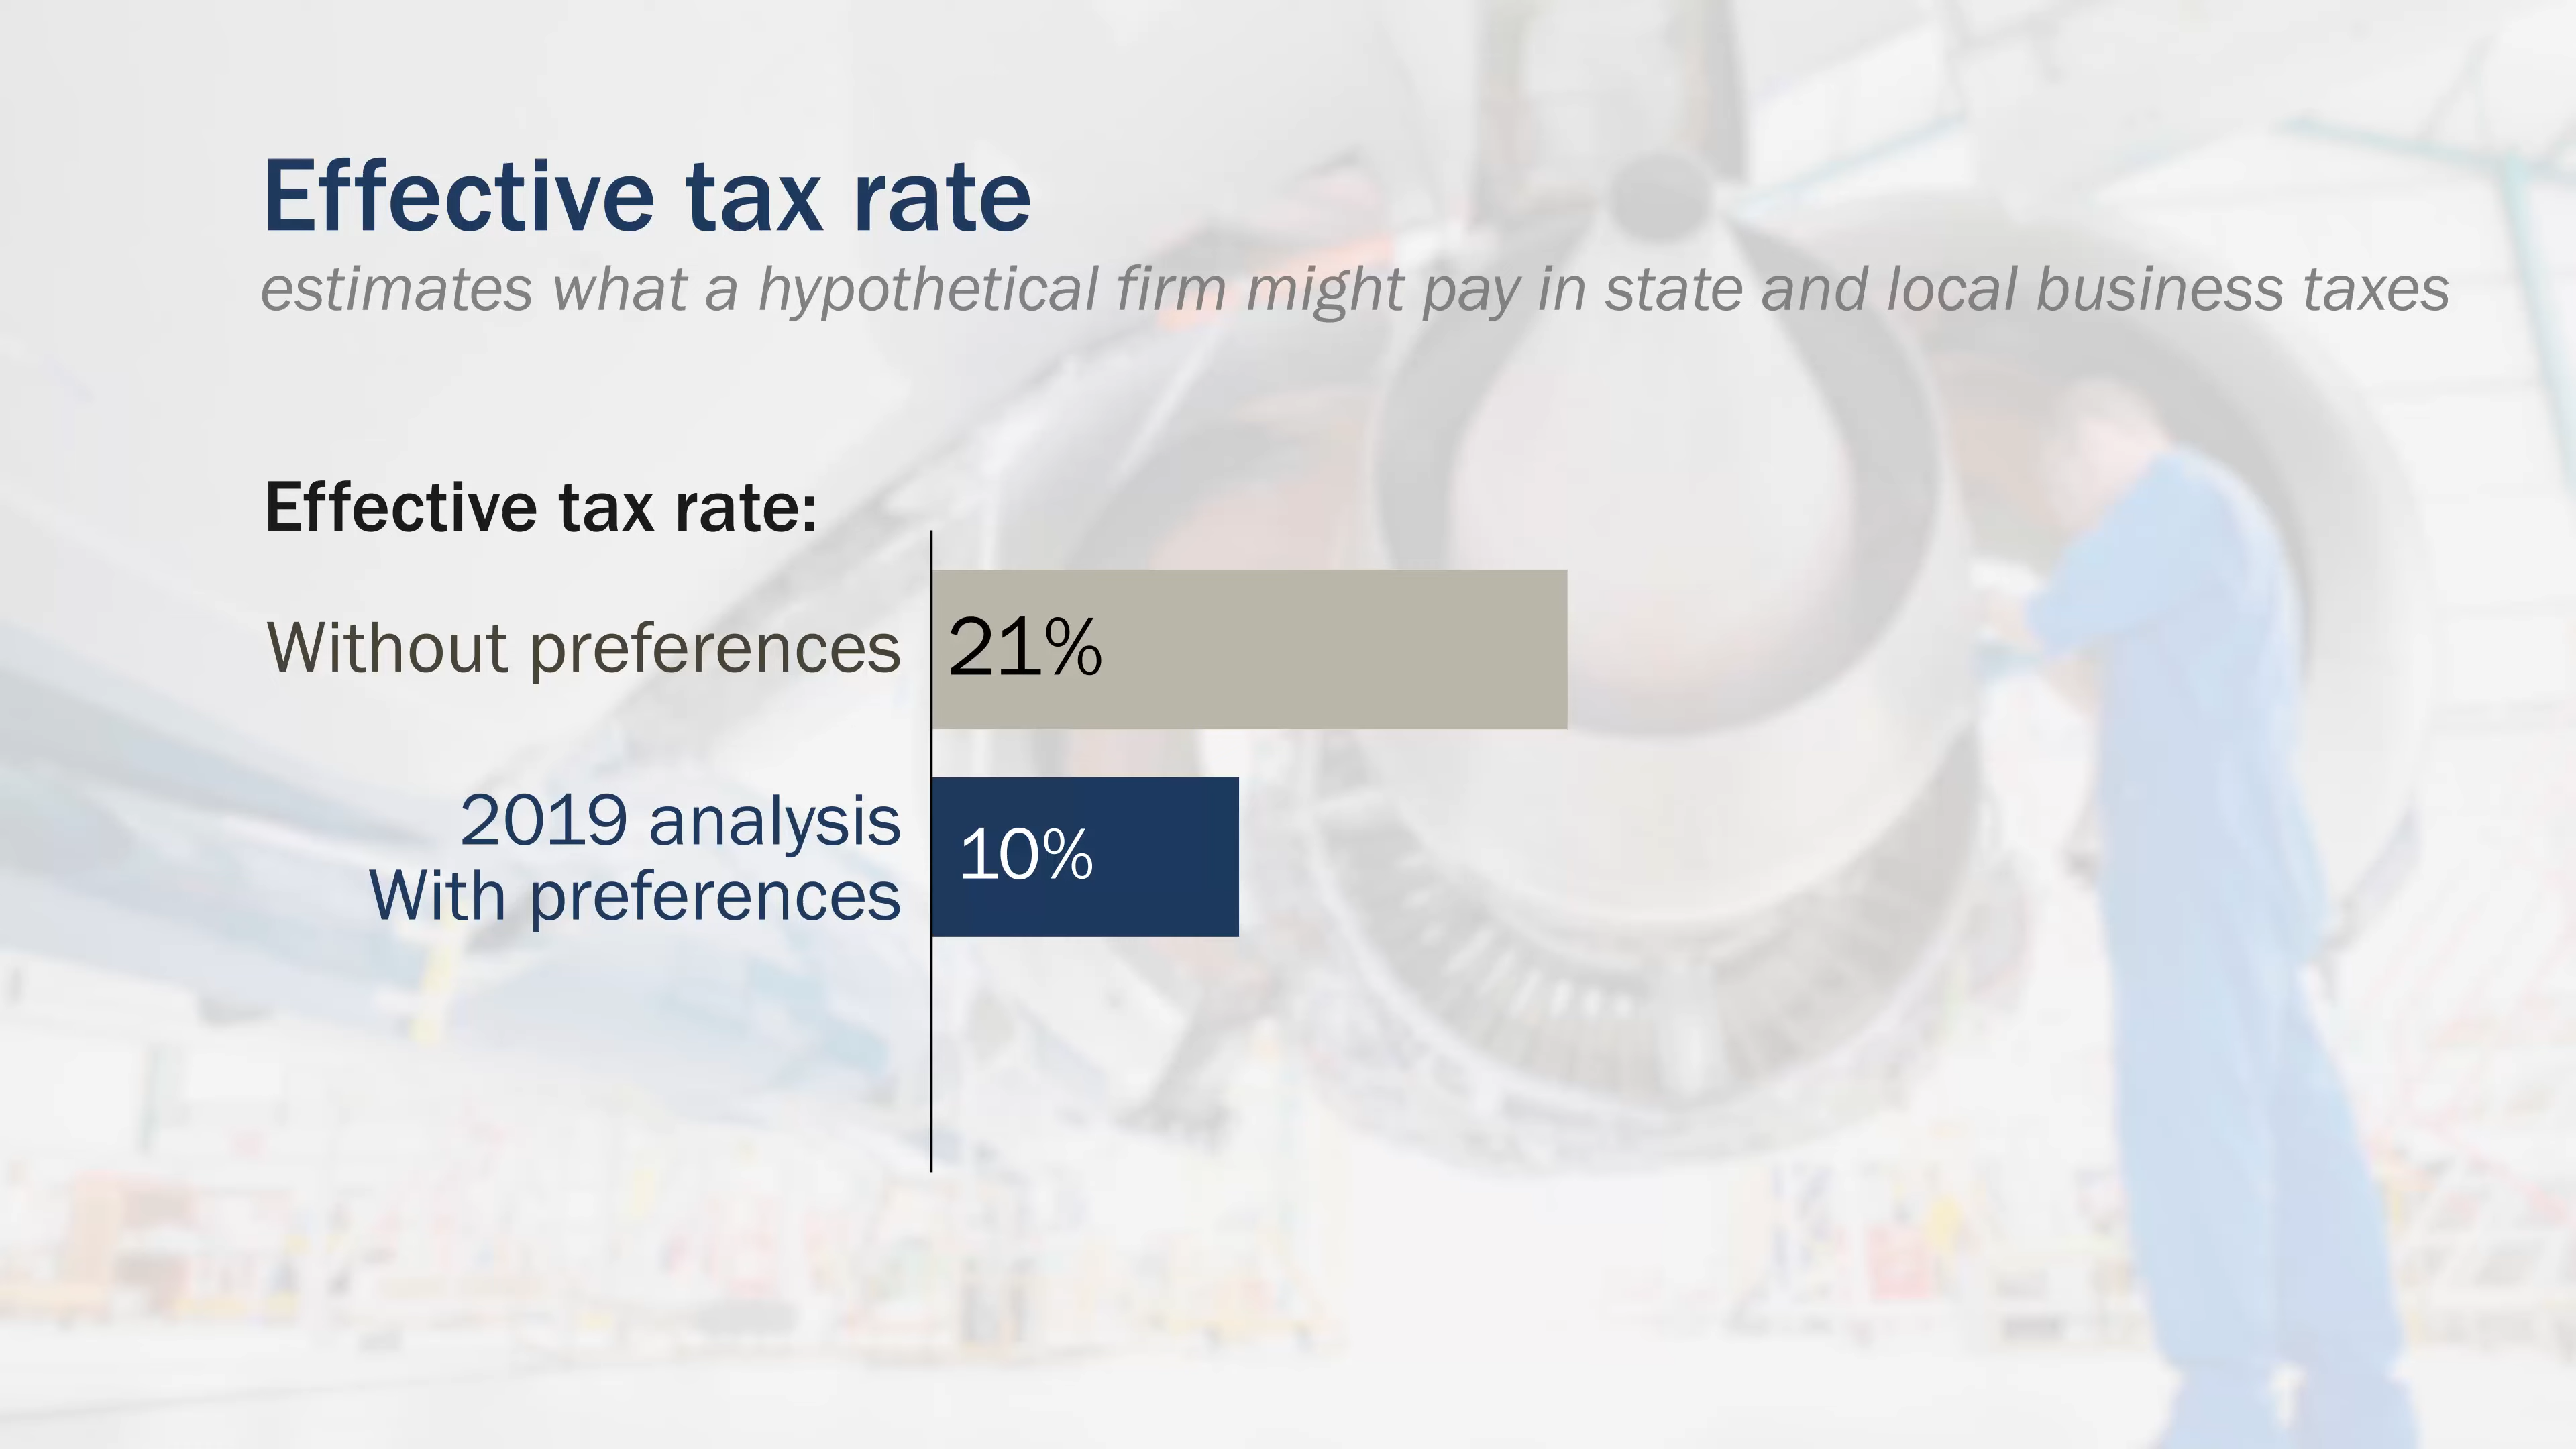 Effective tax rate
estimates what a hypothetical firm might pay in state and local business taxes
Effective tax rate:
Without preferences
21%
2019 analysis
With preferences
10%